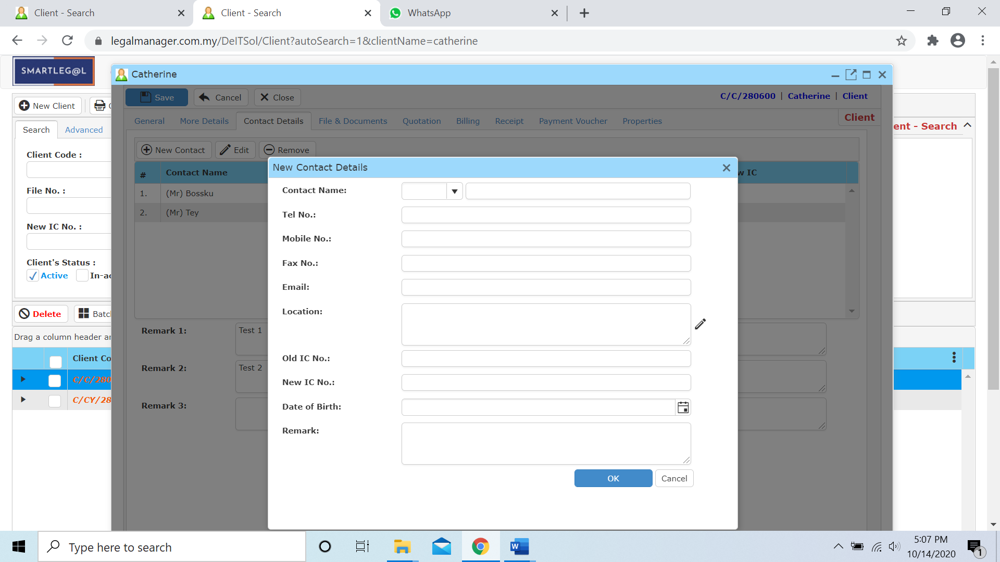 Client - Search
Client - Search
WhatsApp
legalmanager.com.my/DeITSol/Client?autoSearch=1&clientName=catherine
SMARTLEG@L
Catherine
Save
Cancel
Close
C/C/280600 | Catherine | Client
New Client
General
More Details
Contact Details
File & Documents
Quotation
Billing
Receipt
Payment Voucher
Properties
Client
ent - Search
Search
Advanced
New Contact
Edit
Remove
Client Code :
#
Contact Name
w IC
New Contact Details
1.
(Mr) Bossku
2.
(Mr) Tey
File No. :
New IC No. :
Client's Status :
Active
In-ac
Contact Name:
Tel No.:
Mobile No.:
Fax No.:
Email:
Location:
Old IC No.:
New IC No.:
Date of Birth:
Remark:
OK
Cancel
Delete
Batch
Remark 1:
Test 1
Remark 2:
Test 2
Remark 3:
Drag a column header an
Client Co
C/C/280
C/CY/28
Type here to search
5:07 PM
10/14/2020
1